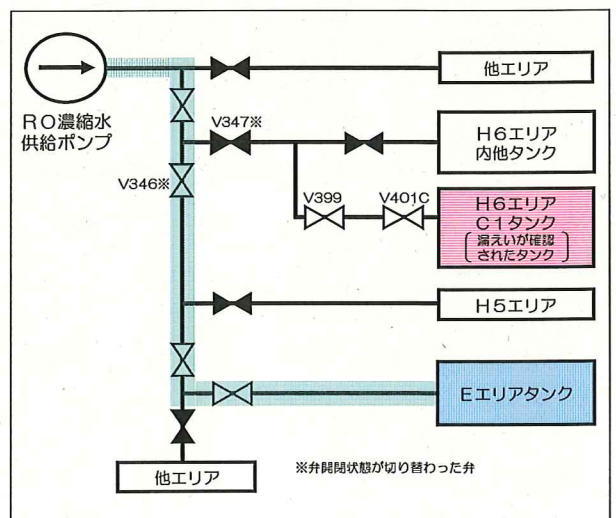 他エリア
RO濃縮水
供給ポンプ
V347※
H6エリア
内他タンク
V346※
V399
V401C
H6エリア
C1タンク
漏えいが確認
されたタンク
H5エリア
Eエリアタンク
他エリア
※弁開閉状態が切り替わった弁